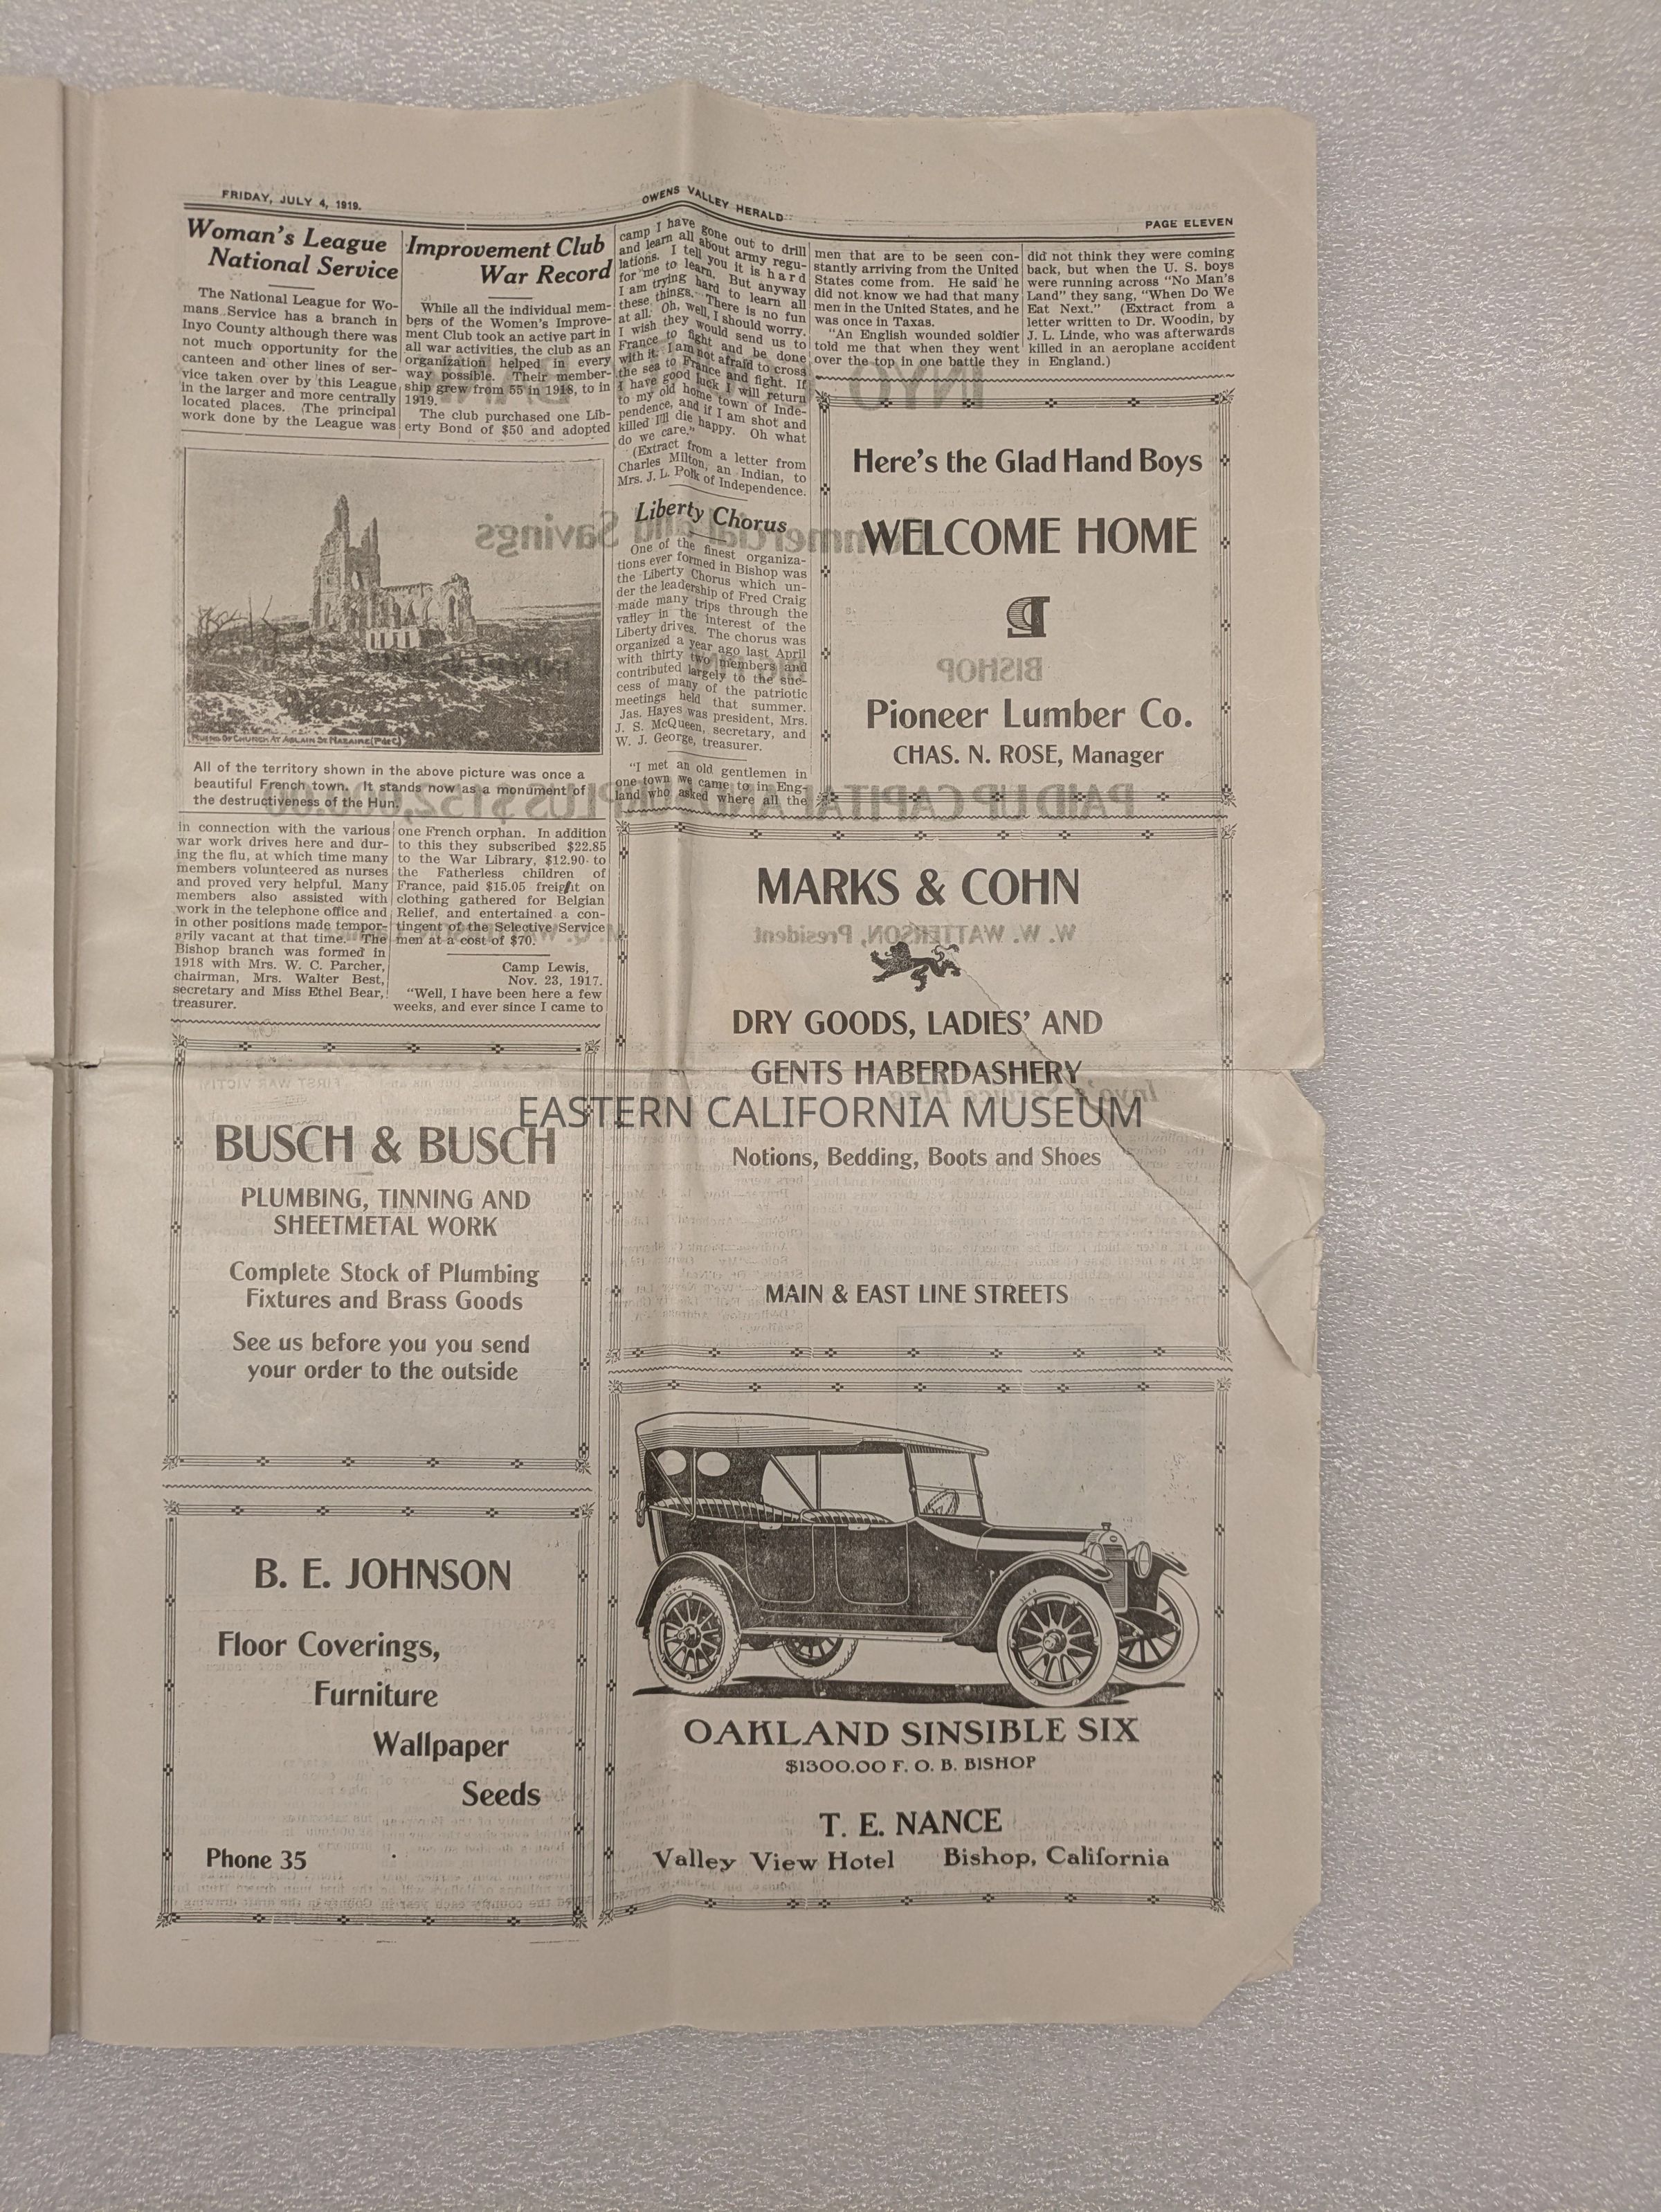 FRIDAY, JULY 4, 1919.
OWENS VALLEY HERALD
PAGE ELEVEN
Woman's League
National Service
The National League for Wo-
mans Service has a branch in
Inyo County although there was
not much opportunity for the
canteen and other lines of ser-
vice taken over by this League
in the larger and more centrally
located places. The principal
work done by the League was
Improvement Club
War Record
While all the individual mem-
bers of the Women's Improve-
ment Club took an active part in
all war activities, the club as an
organization helped in every
way possible. Their member-
ship grew from 55 in 1918, to in
1919.
The club purchased one Lib-
erty Bond of $50 and adopted
RUINS OF CHURCH AT ABLAIN ST. NAZAIRE (P de C)
All of the territory shown in the above picture was once a
beautiful French town. It stands now as a monument of
the destructiveness of the Hun.
in connection with the various
war work drives here and dur-
ing the flu, at which time many
members volunteered as nurses
and proved very helpful. Many
members also assisted with
work in the telephone office and
in other positions made tempor-
arily vacant at that time. The
Bishop branch was formed in
1918 with Mrs. W. C. Parcher,
chairman, Mrs. Walter Best,
secretary and Miss Ethel Bear,
treasurer.
one French orphan. In addition
to this they subscribed $22.85
to the War Library, $12.90 to
the Fatherless children of
France, paid $15.05 freight on
clothing gathered for Belgian
Relief, and entertained a con-
tingent of the Selective Service
men at a cost of $70.
Camp Lewis,
Nov. 23, 1917.
"Well, I have been here a few
weeks, and ever since I came to
camp I have gone out to drill
and learn all about army regu-
lations. I tell you it is hard
for me to learn. But anyway
I am trying hard to learn all
these things. There is no fun
at all. Oh, well, I should worry.
I wish they would send us to
France to fight and be done
with it. I am not afraid to cross
the sea to France and fight. If
I have good luck I will return
to my old home town of Inde-
pendence, and if I am shot and
killed I'll die happy. Oh what
do we care."
(Extract from a letter from
Charles Milton, an Indian, to
Mrs. J. L. Polk of Independence.
Liberty Chorus
One of the finest organiza-
tions ever formed in Bishop was
the Liberty Chorus which un-
der the leadership of Fred Craig
made many trips through the
valley in the interest of the
Liberty drives. The chorus was
organized a year ago last April
with thirty two members and
contributed largely to the suc-
cess of many of the patriotic
meetings held that summer.
Jas. Hayes was president, Mrs.
J. S. McQueen, secretary, and
W. J. George, treasurer.
"I met an old gentlemen in
one town we came to in Eng-
land who asked where all the
men that are to be seen con-
stantly arriving from the United
States come from. He said he
did not know we had that many
men in the United States, and he
was once in Taxas.
"An English wounded soldier
told me that when they went
over the top in one battle they
did not think they were coming
back, but when the U. S. boys
were running across "No Man's
Land" they sang, "When Do We
Eat Next." (Extract from a
letter written to Dr. Woodin, by
J. L. Linde, who was afterwards
killed in an aeroplane accident
in England.)
Here's the Glad Hand Boys
WELCOME HOME
Pioneer Lumber Co.
CHAS. N. ROSE, Manager
MARKS & COHN
DRY GOODS, LADIES' AND
GENTS HABERDASHERY
Notions, Bedding, Boots and Shoes
MAIN & EAST LINE STREETS
EASTERN CALIFORNIA MUSEUM
BUSCH & BUSCH
PLUMBING, TINNING AND
SHEETMETAL WORK
Complete Stock of Plumbing
Fixtures and Brass Goods
See us before you you send
your order to the outside
B. E. JOHNSON
Floor Coverings,
Furniture
Wallpaper
Seeds
Phone 35
OAKLAND SINSIBLE SIX
$1300.00 F. O. B. BISHOP
T. E. NANCE
Valley View Hotel Bishop, California